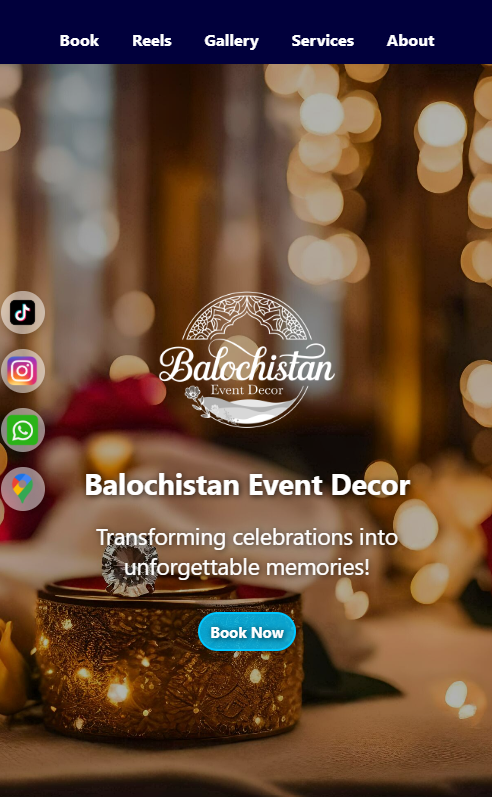 Book Reels Gallery Services About
Balochistan
Event Decor
Balochistan Event Decor
Transforming celebrations into
unforgettable memories!
Book Now